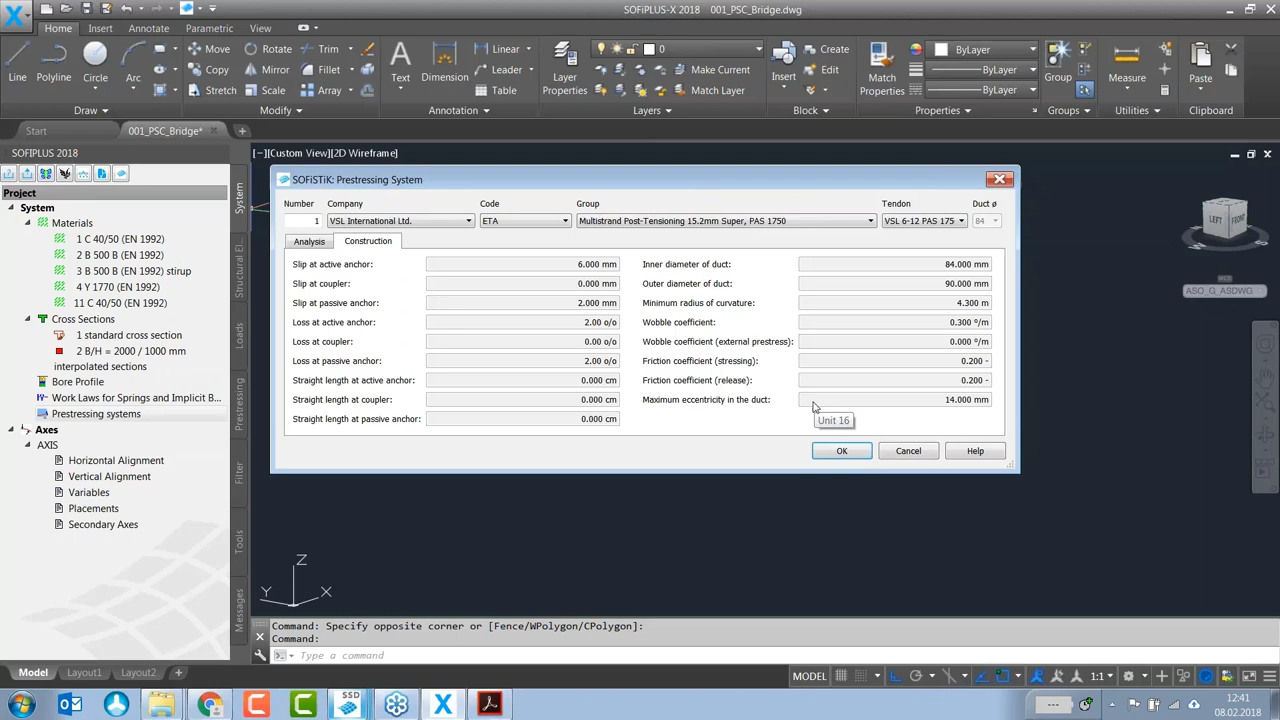 SOFiPLUS-X 2018   001_PSC_Bridge.dwg
Home Insert Annotate View
Line Polyline Circle Arc
Move Rotate Trim
Copy Mirror Fillet
Stretch Scale Array
Text Dimension
Linear
Leader
Table
Layer Properties
0
Make Current
Match Layer
Insert
Create
Edit
Match Properties
ByLayer
ByLayer
ByLayer
Group
Measure
Paste
Draw Modify Annotation Layers Block Properties Groups Utilities Clipboard
Start 001_PSC_Bridge*
SOFIPLUS 2018
[−][Custom View][2D Wireframe]
Project
System
Materials
1 C 40/50 (EN 1992)
2 B 500 B (EN 1992)
3 B 500 B (EN 1992) stirup
4 Y 1770 (EN 1992)
11 C 40/50 (EN 1992)
Cross Sections
1 standard cross section
2 B/H = 2000 / 1000 mm
interpolated sections
Bore Profile
Work Laws for Springs and Implicit B...
Prestressing systems
Axes
AXIS
Horizontal Alignment
Vertical Alignment
Variables
Placements
Secondary Axes
System
Structural El...
Loads
Prestressing
Filter
Tools
Messages
SOFiSTiK: Prestressing System
Number Company Code Group Tendon Duct ø
1 VSL International Ltd. ETA Multistrand Post-Tensioning 15.2mm Super, PAS 1750 VSL 6-12 PAS 175 84
Analysis Construction
Slip at active anchor: 6.000 mm
Slip at coupler: 0.000 mm
Slip at passive anchor: 2.000 mm
Loss at active anchor: 2.00 o/o
Loss at coupler: 0.00 o/o
Loss at passive anchor: 2.00 o/o
Straight length at active anchor: 0.000 cm
Straight length at coupler: 0.000 cm
Straight length at passive anchor: 0.000 cm
Inner diameter of duct: 84.000 mm
Outer diameter of duct: 90.000 mm
Minimum radius of curvature: 4.300 m
Wobble coefficient: 0.300 °/m
Wobble coefficient (external prestress): 0.000 °/m
Friction coefficient (stressing): 0.200 -
Friction coefficient (release): 0.200 -
Maximum eccentricity in the duct: 14.000 mm
Unit 16
OK Cancel Help
LEFT FRONT
WCS
ASQ_G_ASDWG
Z
Y X
Command: Specify opposite corner or [Fence/WPolygon/CPolygon]:
Command:
Type a command
Model Layout1 Layout2 +
MODEL
1:1
SSD
12:41
08.02.2018